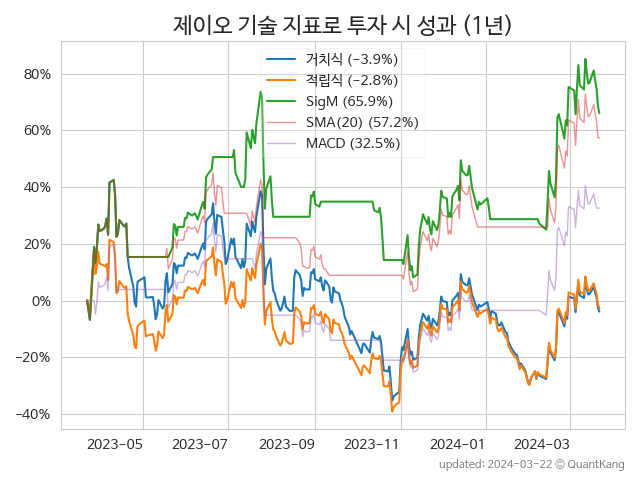 제이오 기술 지표로 투자 시 성과 (1년)
거치식 (−3.9%)
적립식 (−2.8%)
SigM (65.9%)
SMA(20) (57.2%)
MACD (32.5%)
80%
60%
40%
20%
0%
−20%
−40%
2023-05 2023-07 2023-09 2023-11 2024-01 2024-03
updated: 2024-03-22 © QuantKang